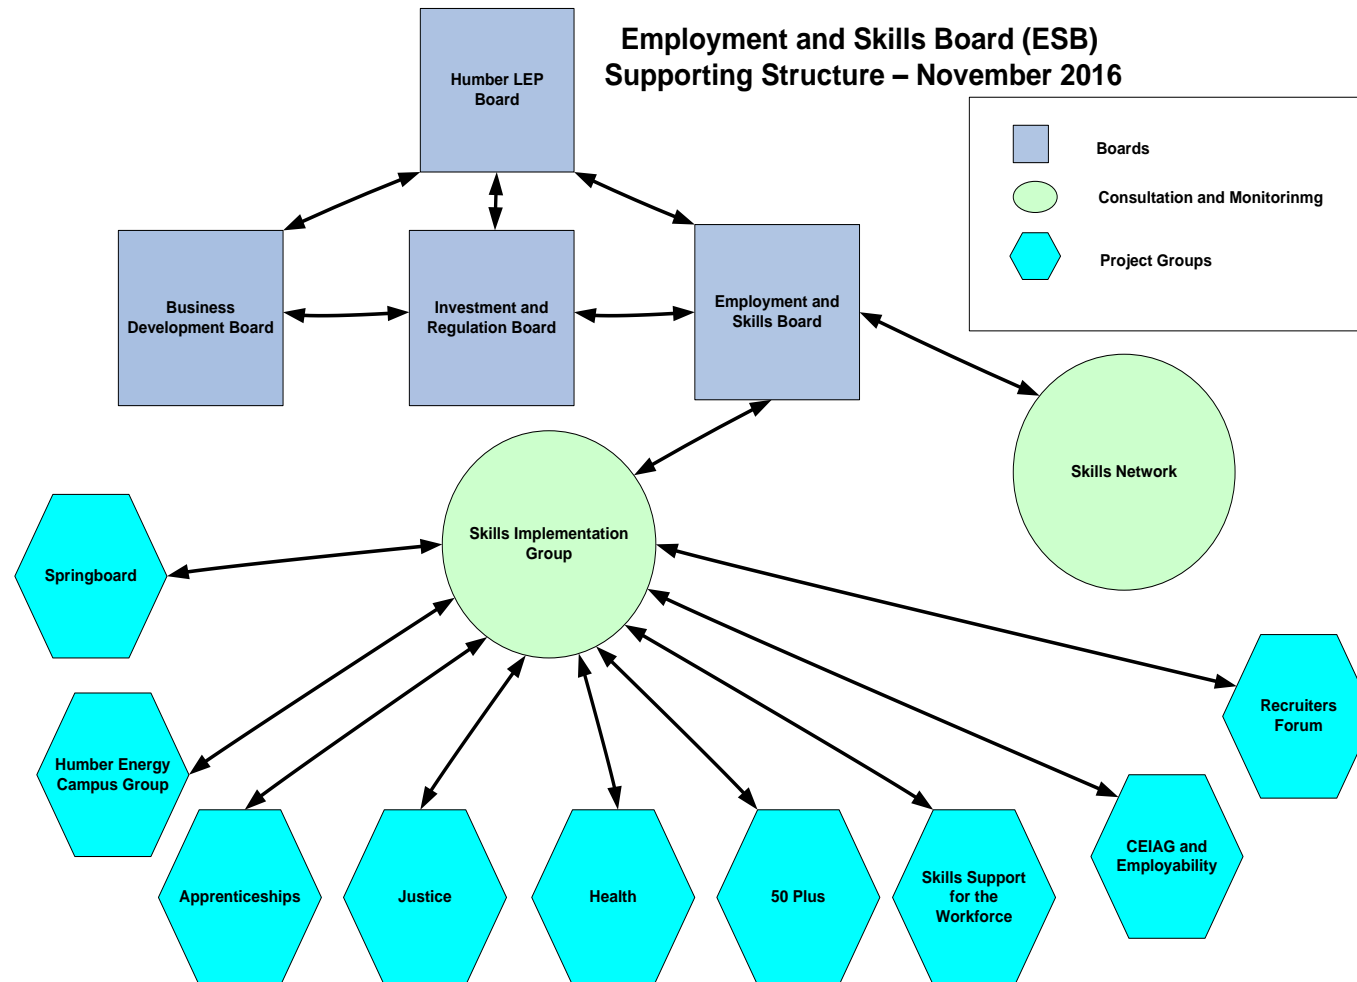 Employment and Skills Board (ESB)
Supporting Structure – November 2016
Humber LEP
Board
Boards
Consultation and Monitorinmg
Project Groups
Business
Development Board
Investment and
Regulation Board
Employment and
Skills Board
Skills Network
Skills Implementation
Group
Springboard
Recruiters
Forum
Humber Energy
Campus Group
CEIAG and
Employability
Apprenticeships
Justice
Health
50 Plus
Skills Support
for the
Workforce